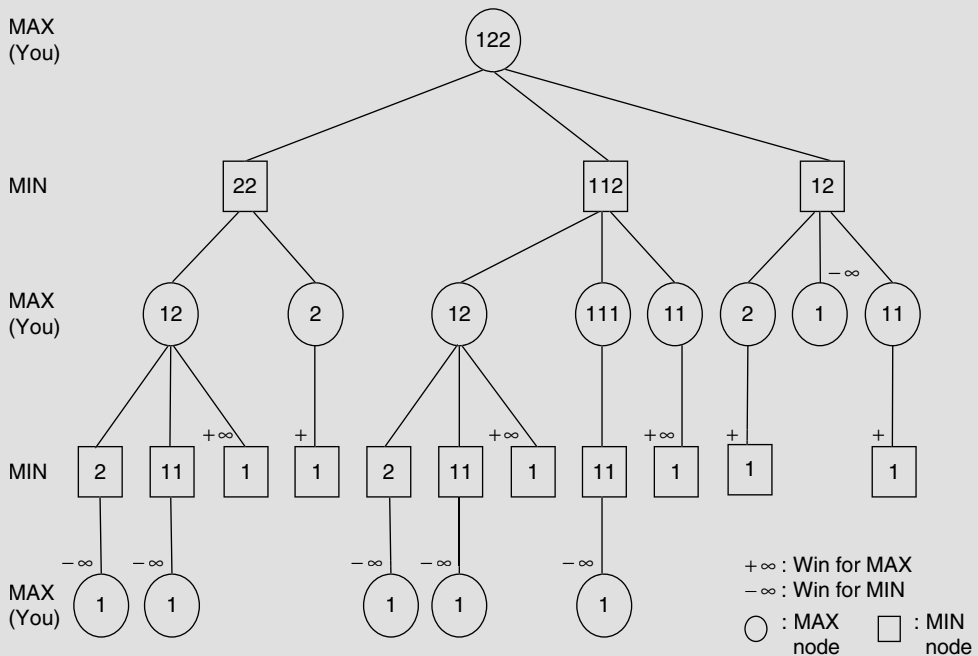 MAX
(You)
122
MIN
22 112 12
− ∞
MAX
(You)
12 2 12 111 11 2 1 11
+ ∞ + + ∞ + ∞ + +
MIN
2 11 1 1 2 11 1 11 1 1 1
− ∞ − ∞ − ∞ − ∞ − ∞
MAX
(You)
1 1 1 1 1
+ ∞ : Win for MAX
− ∞ : Win for MIN
: MAX
node
: MIN
node